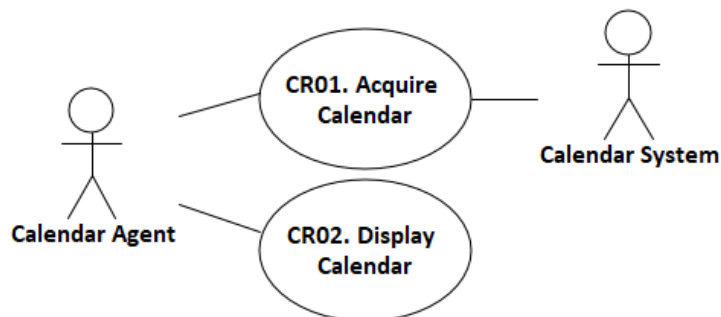 CR01. Acquire
Calendar
Calendar System
Calendar Agent
CR02. Display
Calendar